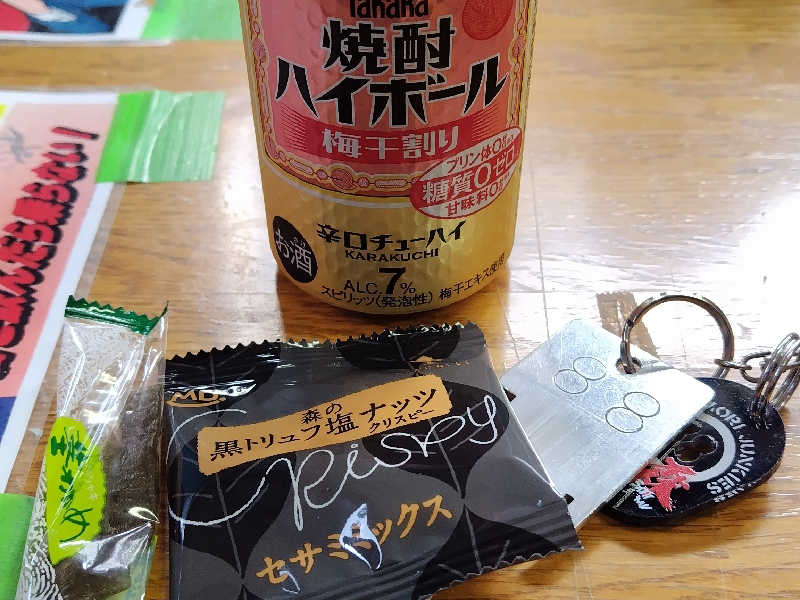 TaKaRa
焼酎
ハイボール
梅干割り
プリン体0
糖質0ゼロ
甘味料0
お酒
辛口チューハイ
KARAKUCHI
ALC. 7%
スピリッツ(発泡性) 梅干エキス使用
MD.
森の
黒トリュフ塩ナッツ
クリスピー
Crispy
セサミックス
JUNKIES